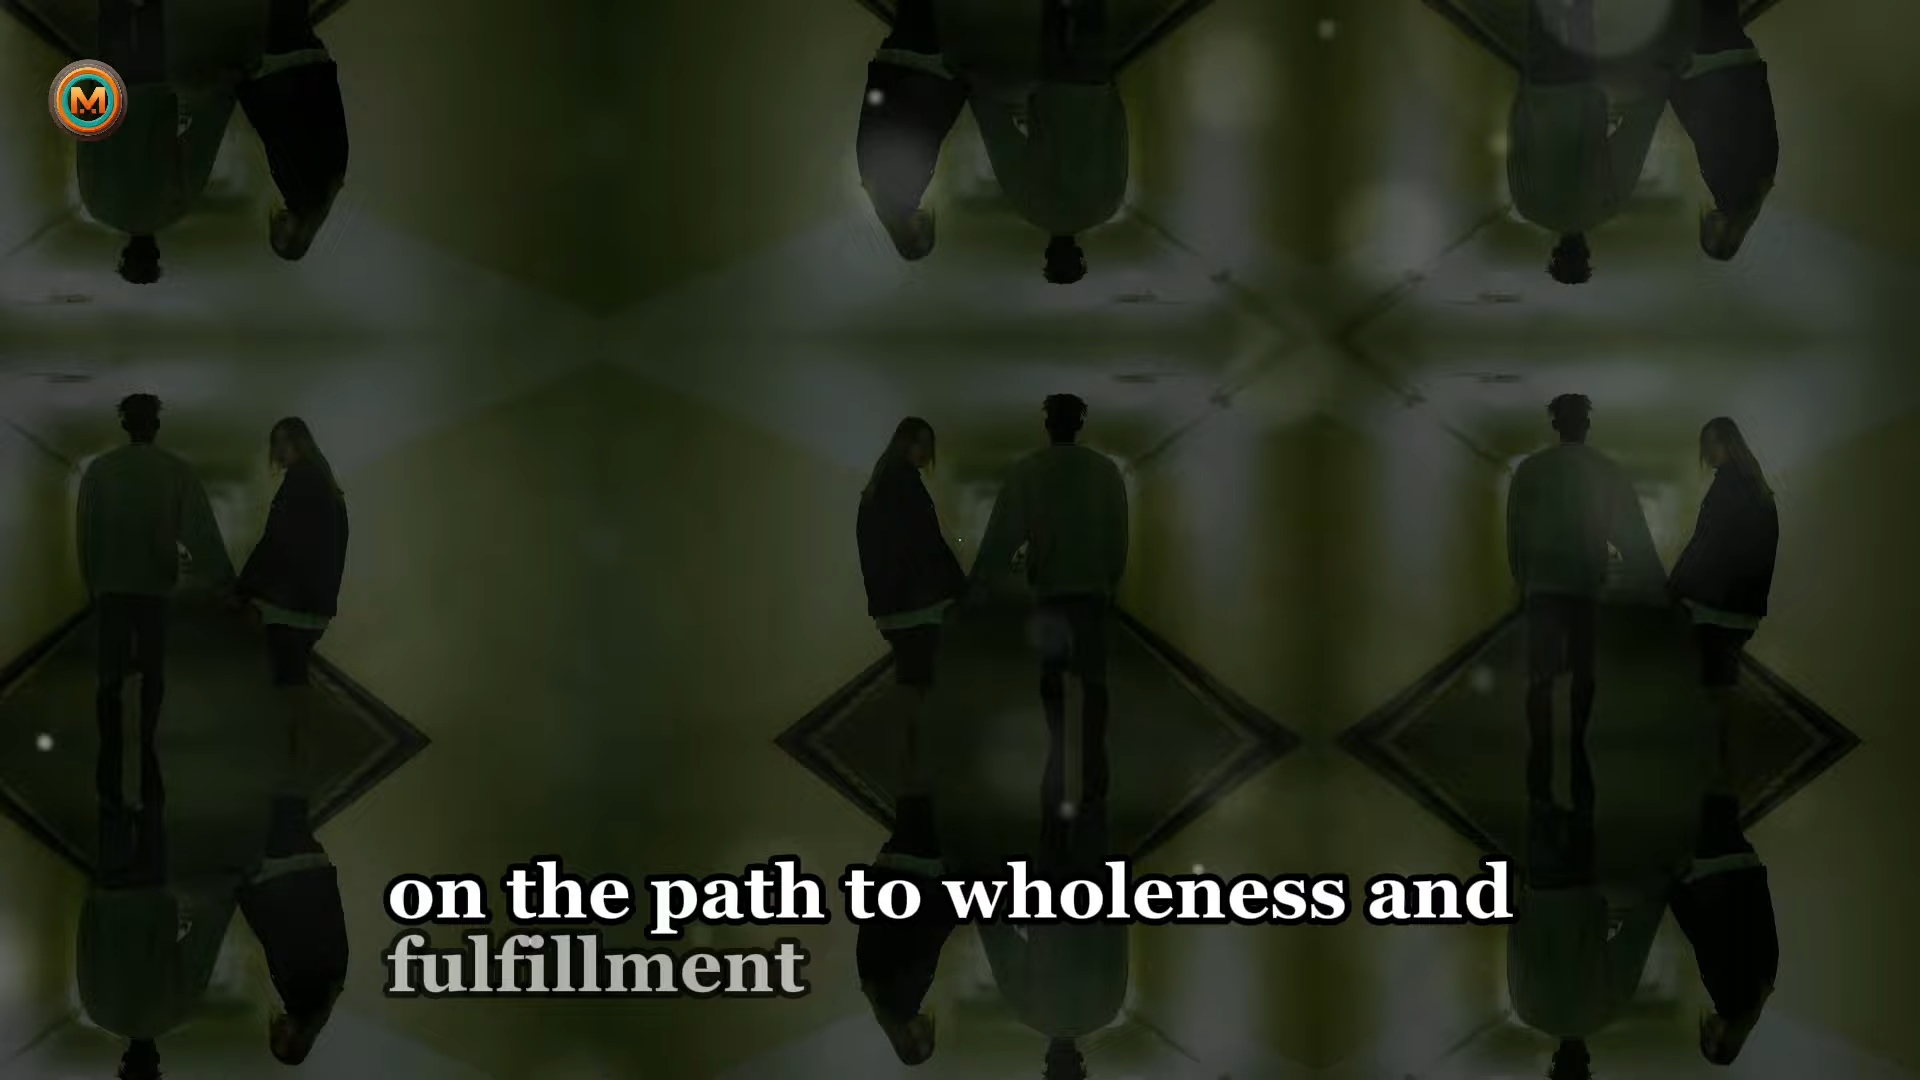 M
on the path to wholeness and
fulfillment